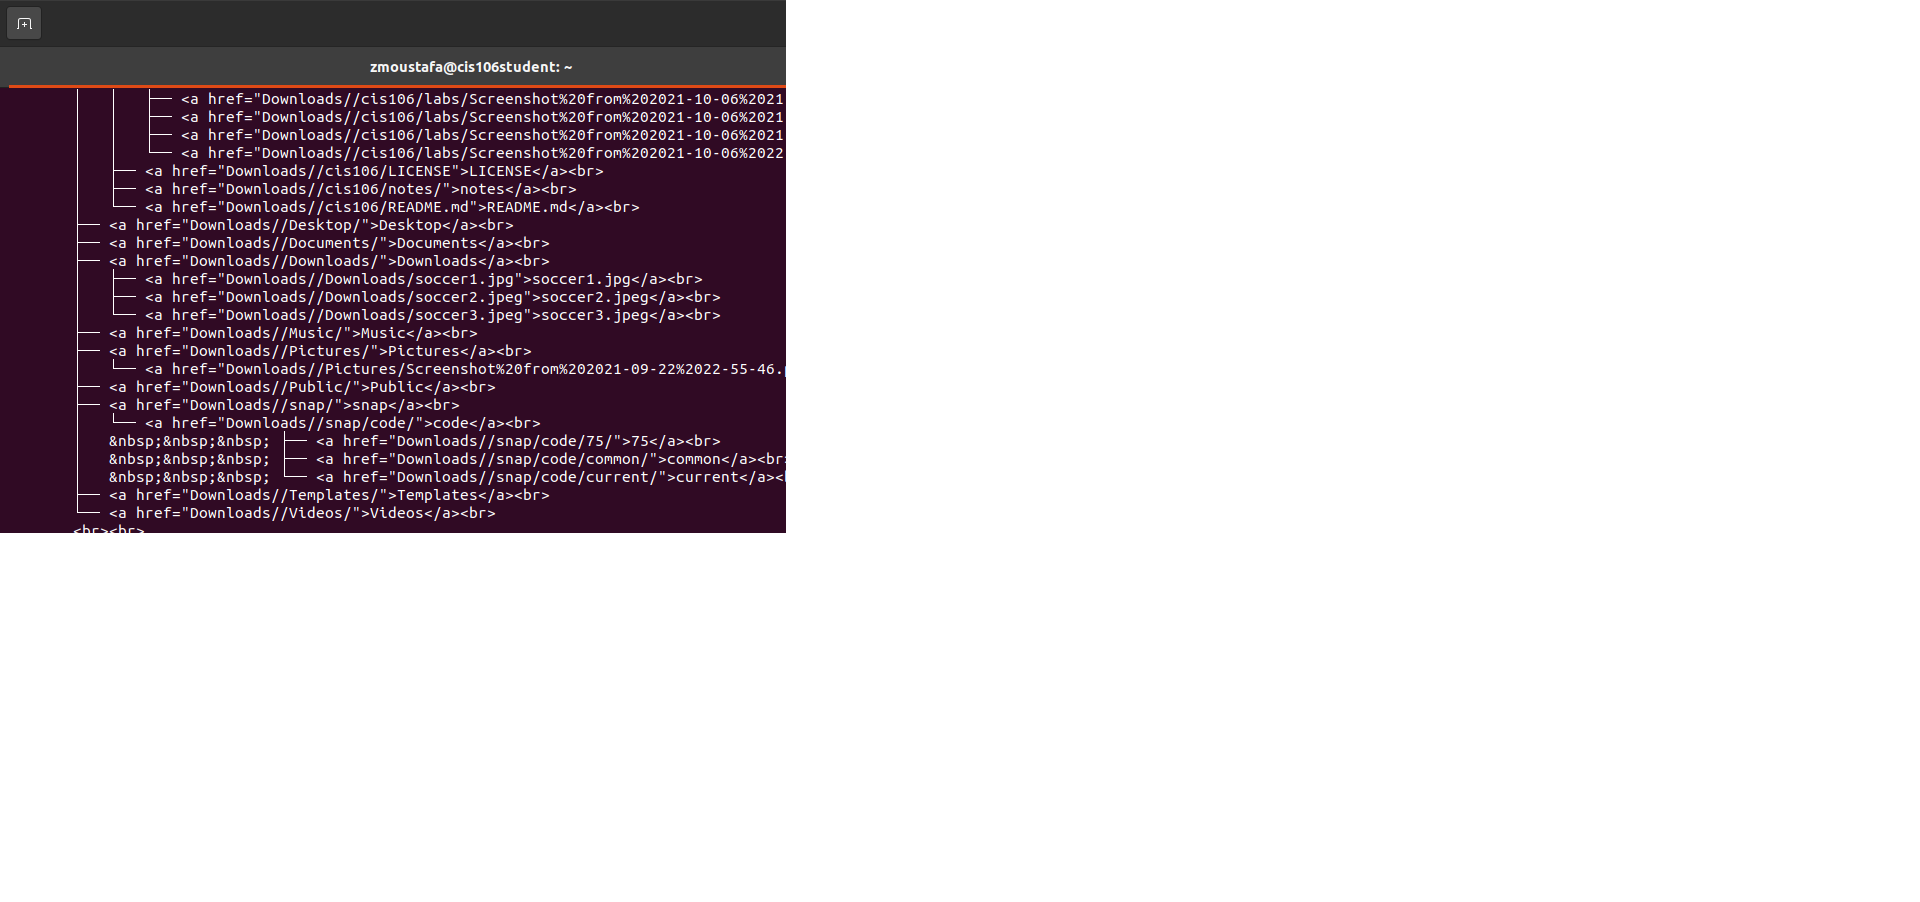 zmoustafa@cis106student: ~
├── <a href="Downloads//cis106/labs/Screenshot%20from%202021-10-06%2021
├── <a href="Downloads//cis106/labs/Screenshot%20from%202021-10-06%2021
├── <a href="Downloads//cis106/labs/Screenshot%20from%202021-10-06%2021
└── <a href="Downloads//cis106/labs/Screenshot%20from%202021-10-06%2022
├── <a href="Downloads//cis106/LICENSE">LICENSE</a><br>
├── <a href="Downloads//cis106/notes/">notes</a><br>
└── <a href="Downloads//cis106/README.md">README.md</a><br>
├── <a href="Downloads//Desktop/">Desktop</a><br>
├── <a href="Downloads//Documents/">Documents</a><br>
├── <a href="Downloads//Downloads/">Downloads</a><br>
├── <a href="Downloads//Downloads/soccer1.jpg">soccer1.jpg</a><br>
├── <a href="Downloads//Downloads/soccer2.jpeg">soccer2.jpeg</a><br>
└── <a href="Downloads//Downloads/soccer3.jpeg">soccer3.jpeg</a><br>
├── <a href="Downloads//Music/">Music</a><br>
├── <a href="Downloads//Pictures/">Pictures</a><br>
└── <a href="Downloads//Pictures/Screenshot%20from%202021-09-22%2022-55-46.
├── <a href="Downloads//Public/">Public</a><br>
├── <a href="Downloads//snap/">snap</a><br>
└── <a href="Downloads//snap/code/">code</a><br>
&nbsp;&nbsp;&nbsp; ├── <a href="Downloads//snap/code/75/">75</a><br>
&nbsp;&nbsp;&nbsp; ├── <a href="Downloads//snap/code/common/">common</a><br
&nbsp;&nbsp;&nbsp; └── <a href="Downloads//snap/code/current/">current</a><
├── <a href="Downloads//Templates/">Templates</a><br>
└── <a href="Downloads//Videos/">Videos</a><br>
<br><br>